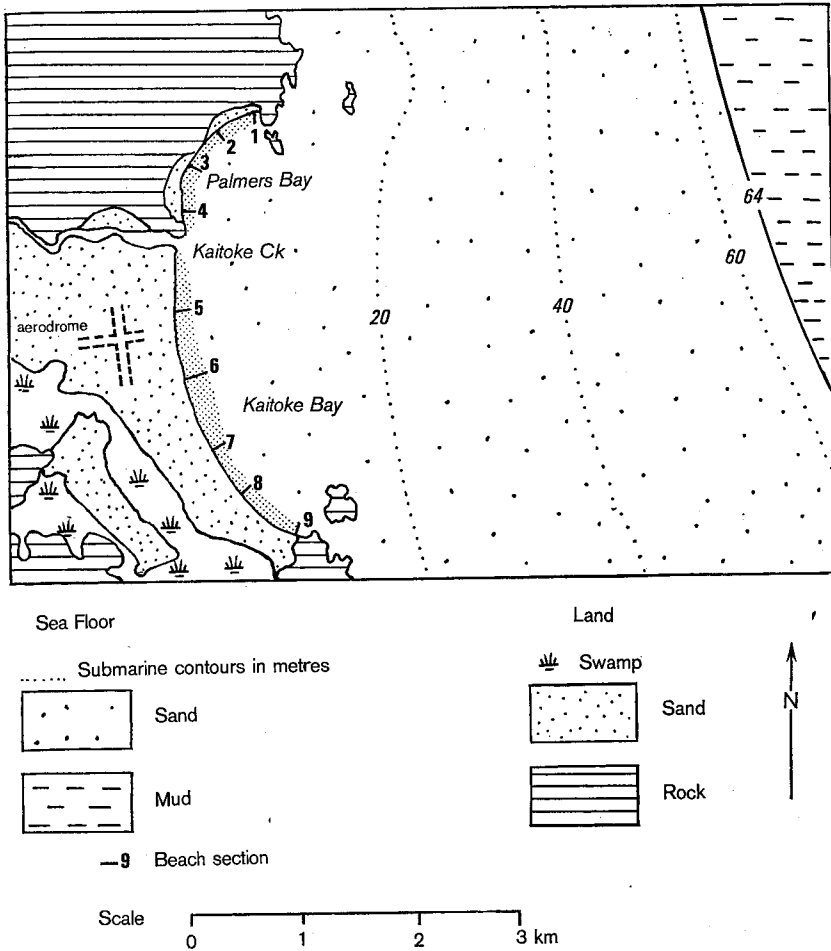 1
2
3
Palmers Bay
4
64
Kaitoke Ck
60
5
40
20
aerodrome
6
Kaitoke Bay
7
8
9
Sea Floor
Land
Submarine contours in metres
Swamp
Sand
Sand
N
Mud
Rock
9 Beach section
Scale
0 1 2 3 km